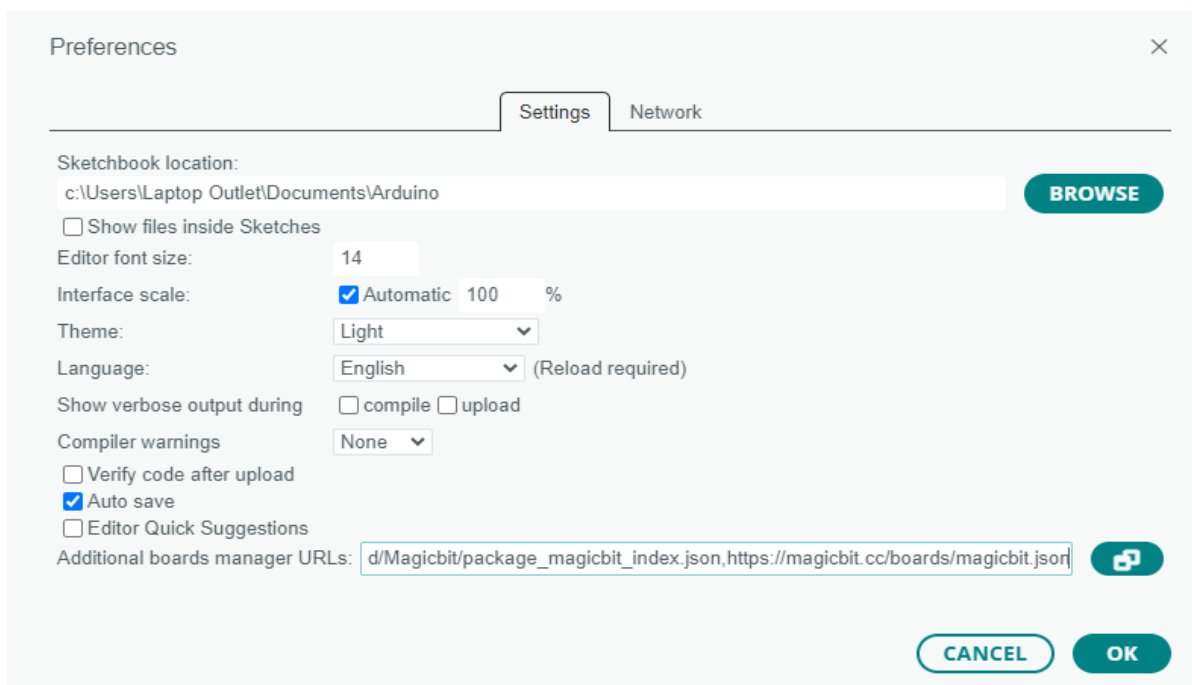 Preferences
Settings Network
Sketchbook location:
c:\Users\Laptop Outlet\Documents\Arduino BROWSE
Show files inside Sketches
Editor font size: 14
Interface scale: Automatic 100 %
Theme: Light
Language: English (Reload required)
Show verbose output during compile upload
Compiler warnings None
Verify code after upload
Auto save
Editor Quick Suggestions
Additional boards manager URLs: d/Magicbit/package_magicbit_index.json,https://magicbit.cc/boards/magicbit.json
CANCEL OK